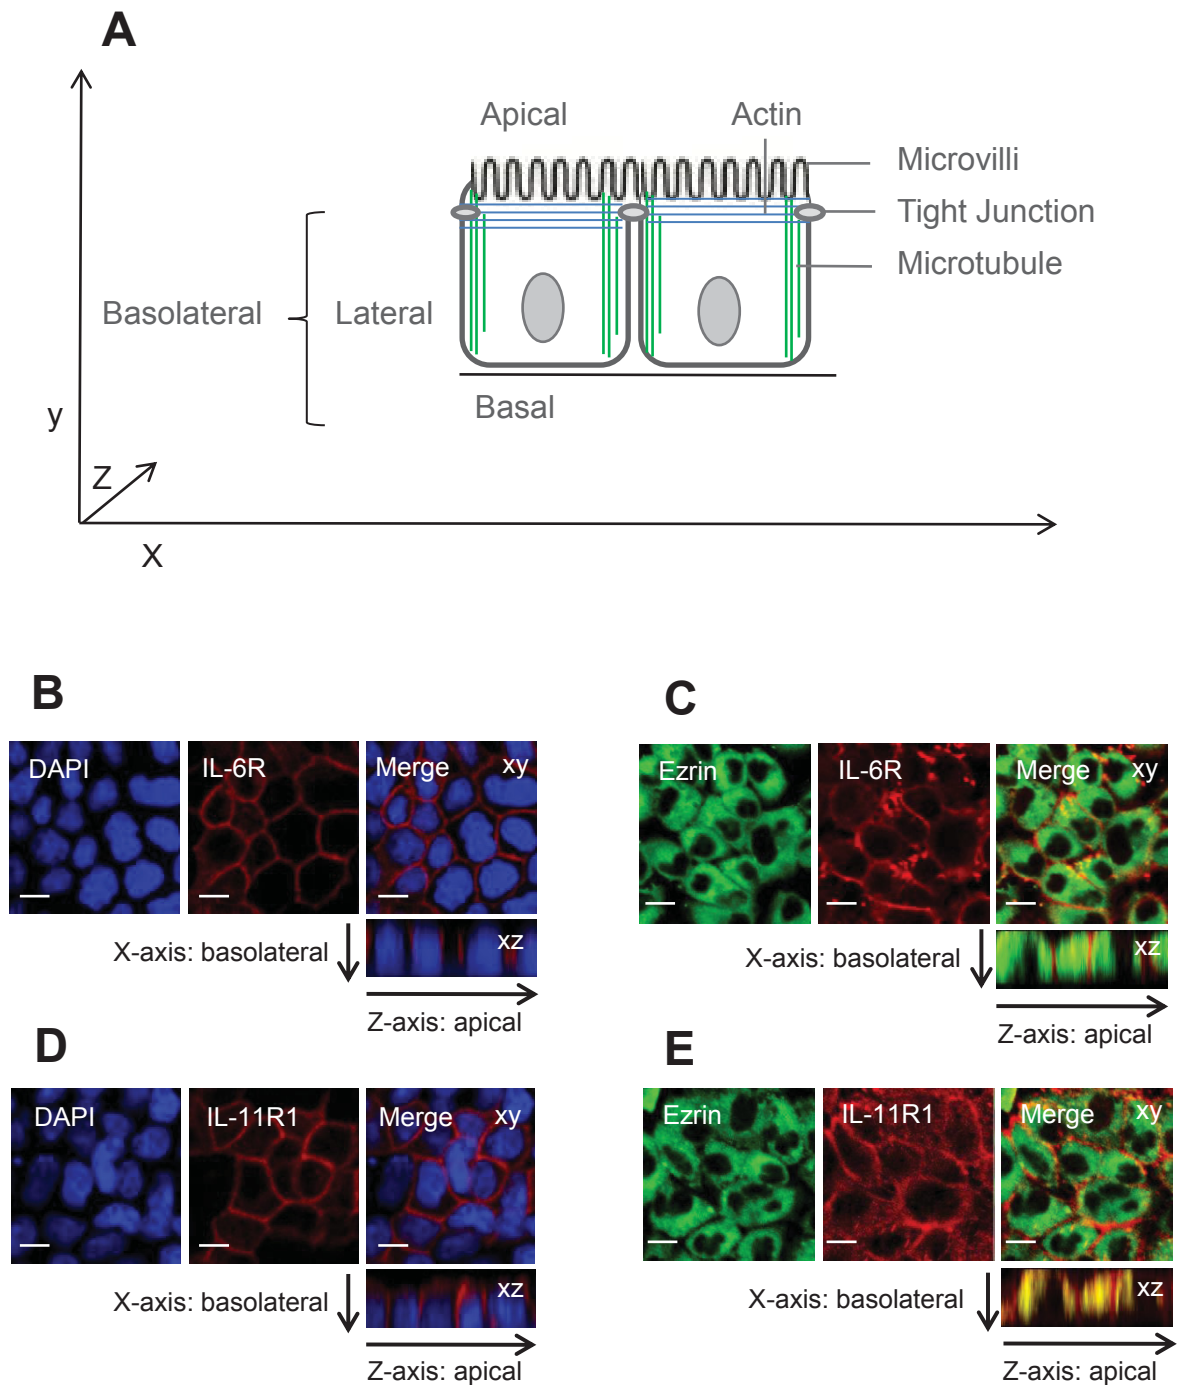 A
Apical
Actin
Microvilli
Tight Junction
Microtubule
Basolateral
Lateral
Basal
y
Z
X
B
DAPI
IL-6R
Merge
xy
X-axis: basolateral
xz
Z-axis: apical
C
Ezrin
IL-6R
Merge
xy
X-axis: basolateral
xz
Z-axis: apical
D
DAPI
IL-11R1
Merge
xy
X-axis: basolateral
xz
Z-axis: apical
E
Ezrin
IL-11R1
Merge
xy
X-axis: basolateral
xz
Z-axis: apical